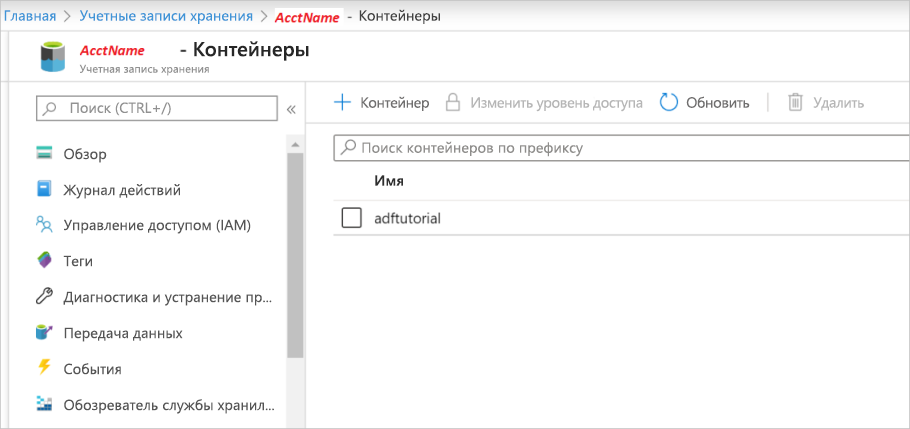 Главная > Учетные записи хранения > AcctName - Контейнеры
AcctName - Контейнеры
Учетная запись хранения
Поиск (CTRL+/)
«
Обзор
Журнал действий
Управление доступом (IAM)
Теги
Диагностика и устранение пр...
Передача данных
События
Обозреватель службы хранил...
+ Контейнер Изменить уровень доступа Обновить Удалить
Поиск контейнеров по префиксу
Имя
adftutorial